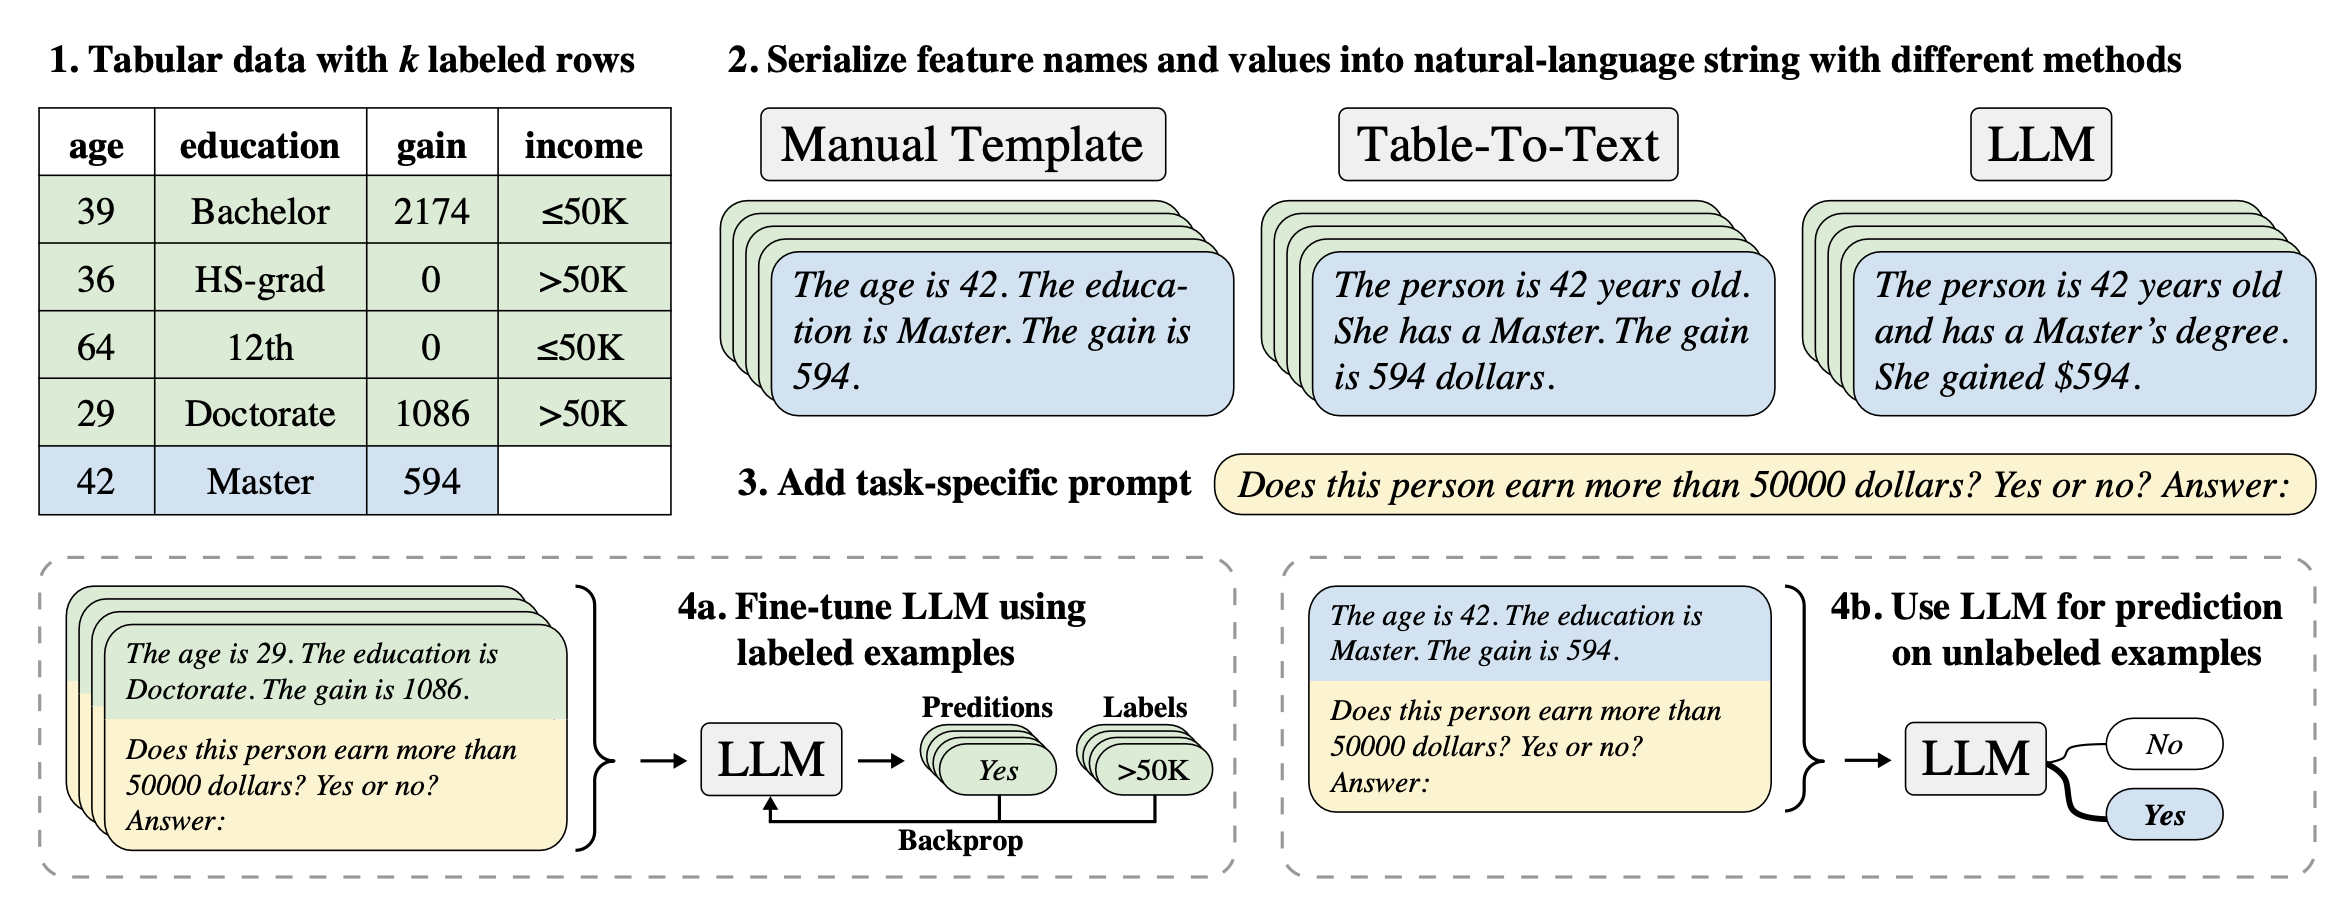 1. Tabular data with k labeled rows
age education gain income
39 Bachelor 2174 ≤50K
36 HS-grad 0 >50K
64 12th 0 ≤50K
29 Doctorate 1086 >50K
42 Master 594
2. Serialize feature names and values into natural-language string with different methods
Manual Template
The age is 42. The educa-
tion is Master. The gain is
594.
Table-To-Text
The person is 42 years old.
She has a Master. The gain
is 594 dollars.
LLM
The person is 42 years old
and has a Master's degree.
She gained $594.
3. Add task-specific prompt
Does this person earn more than 50000 dollars? Yes or no? Answer:
The age is 29. The education is
Doctorate. The gain is 1086.
Does this person earn more than
50000 dollars? Yes or no?
Answer:
4a. Fine-tune LLM using
labeled examples
LLM
Preditions
Yes
Labels
>50K
Backprop
The age is 42. The education is
Master. The gain is 594.
Does this person earn more than
50000 dollars? Yes or no?
Answer:
4b. Use LLM for prediction
on unlabeled examples
LLM
No
Yes